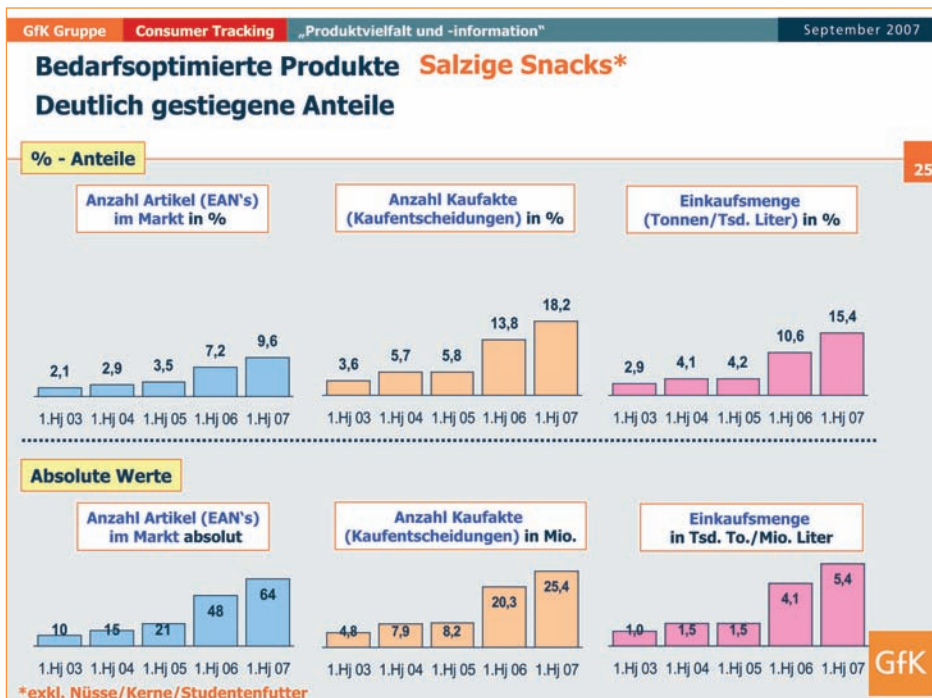 GfK Gruppe Consumer Tracking „Produktvielfalt und -information" September 2007
Bedarfsoptimierte Produkte Salzige Snacks*
Deutlich gestiegene Anteile
% - Anteile
25
Anzahl Artikel (EAN's)
im Markt in %
Anzahl Kaufakte
(Kaufentscheidungen) in %
Einkaufsmenge
(Tonnen/Tsd. Liter) in %
2,1 2,9 3,5 7,2 9,6
1.Hj 03 1.Hj 04 1.Hj 05 1.Hj 06 1.Hj 07
3,6 5,7 5,8 13,8 18,2
1.Hj 03 1.Hj 04 1.Hj 05 1.Hj 06 1.Hj 07
2,9 4,1 4,2 10,6 15,4
1.Hj 03 1.Hj 04 1.Hj 05 1.Hj 06 1.Hj 07
Absolute Werte
Anzahl Artikel (EAN's)
im Markt absolut
Anzahl Kaufakte
(Kaufentscheidungen) in Mio.
Einkaufsmenge
in Tsd. To./Mio. Liter
10 15 21 48 64
1.Hj 03 1.Hj 04 1.Hj 05 1.Hj 06 1.Hj 07
4,8 7,9 8,2 20,3 25,4
1.Hj 03 1.Hj 04 1.Hj 05 1.Hj 06 1.Hj 07
1,0 1,5 1,5 4,1 5,4
1.Hj 03 1.Hj 04 1.Hj 05 1.Hj 06 1.Hj 07
GfK
*exkl. Nüsse/Kerne/Studentenfutter